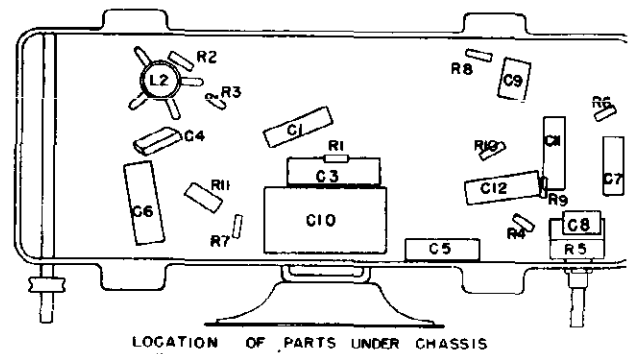 R2
R8
L2
C9
R3
R6
C1
C4
R1
R10
C11
C3
C7
C12
R11
R9
C6
C10
C8
R4
R7
C5
R5
LOCATION OF PARTS UNDER CHASSIS